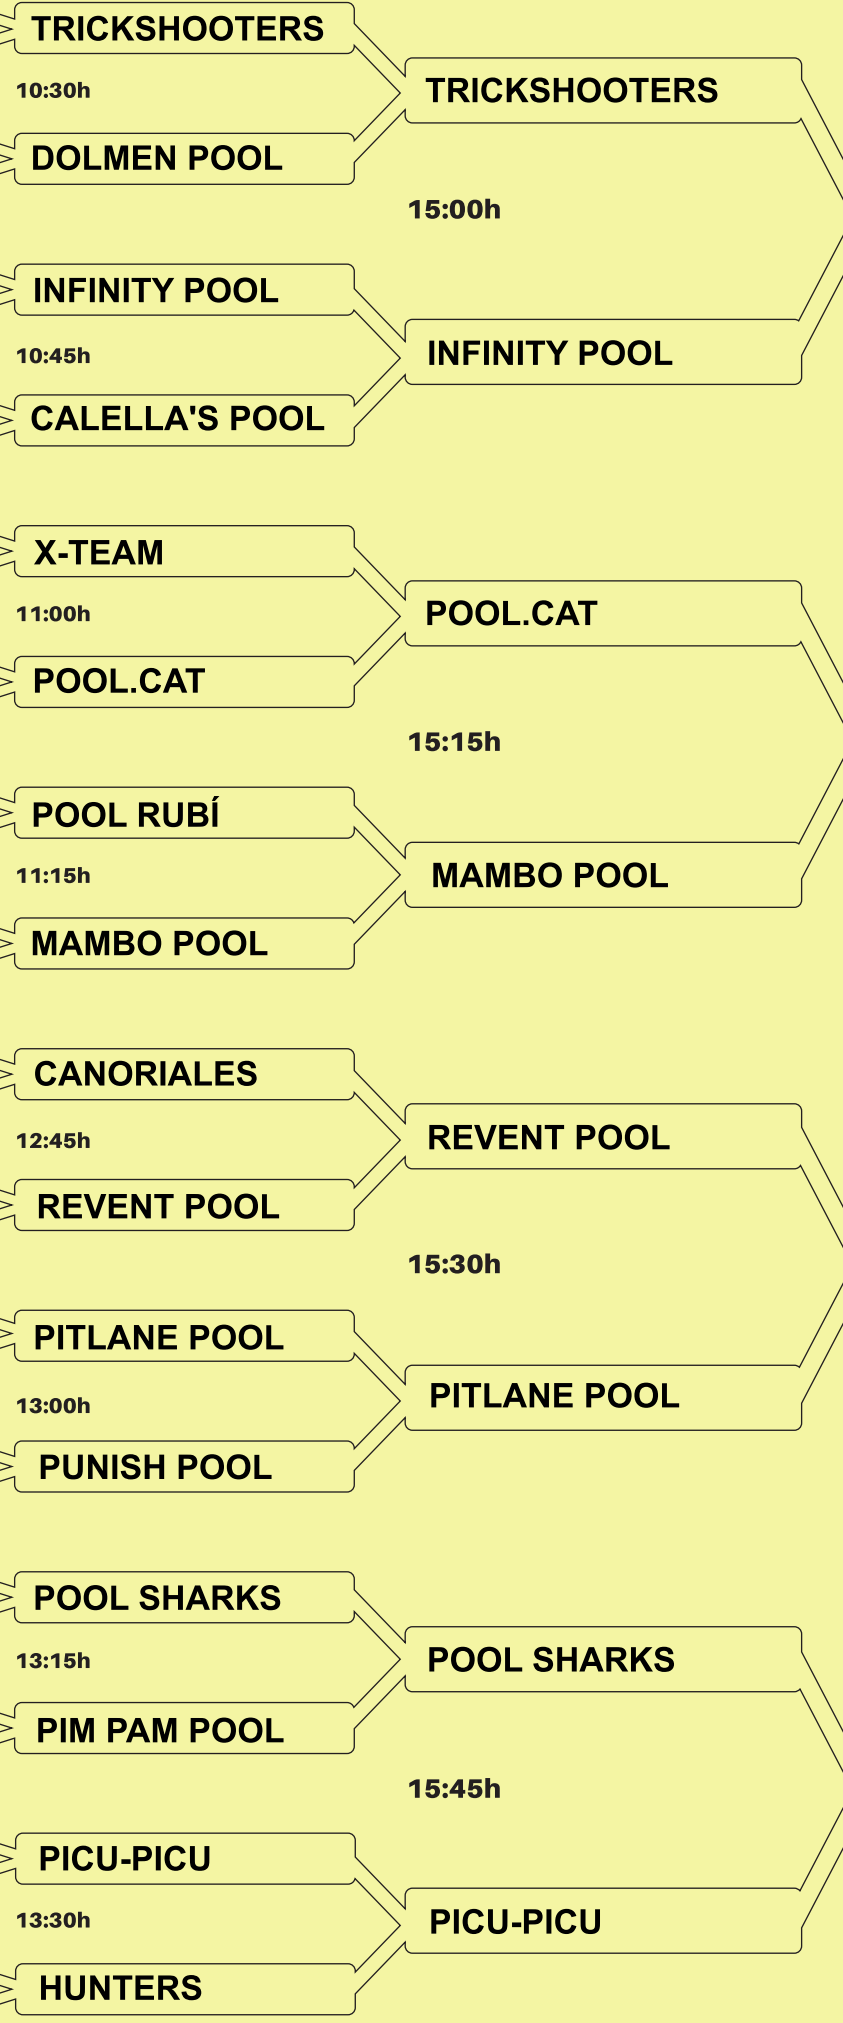 TRICKSHOOTERS
10:30h
TRICKSHOOTERS
DOLMEN POOL
15:00h
INFINITY POOL
10:45h
INFINITY POOL
CALELLA'S POOL
X-TEAM
11:00h
POOL.CAT
POOL.CAT
15:15h
POOL RUBÍ
11:15h
MAMBO POOL
MAMBO POOL
CANORIALES
12:45h
REVENT POOL
REVENT POOL
15:30h
PITLANE POOL
13:00h
PITLANE POOL
PUNISH POOL
POOL SHARKS
13:15h
POOL SHARKS
PIM PAM POOL
15:45h
PICU-PICU
13:30h
PICU-PICU
HUNTERS